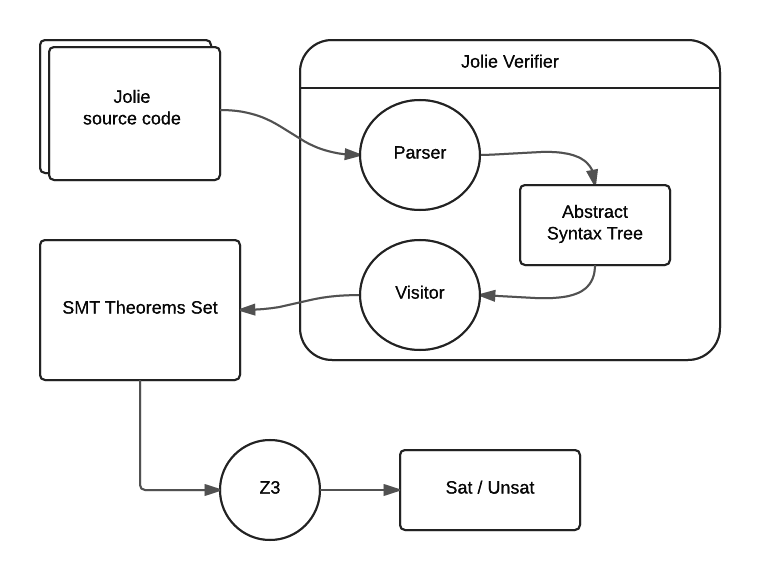 Jolie
source code
Jolie Verifier
Parser
Abstract
Syntax Tree
Visitor
SMT Theorems Set
Z3
Sat / Unsat